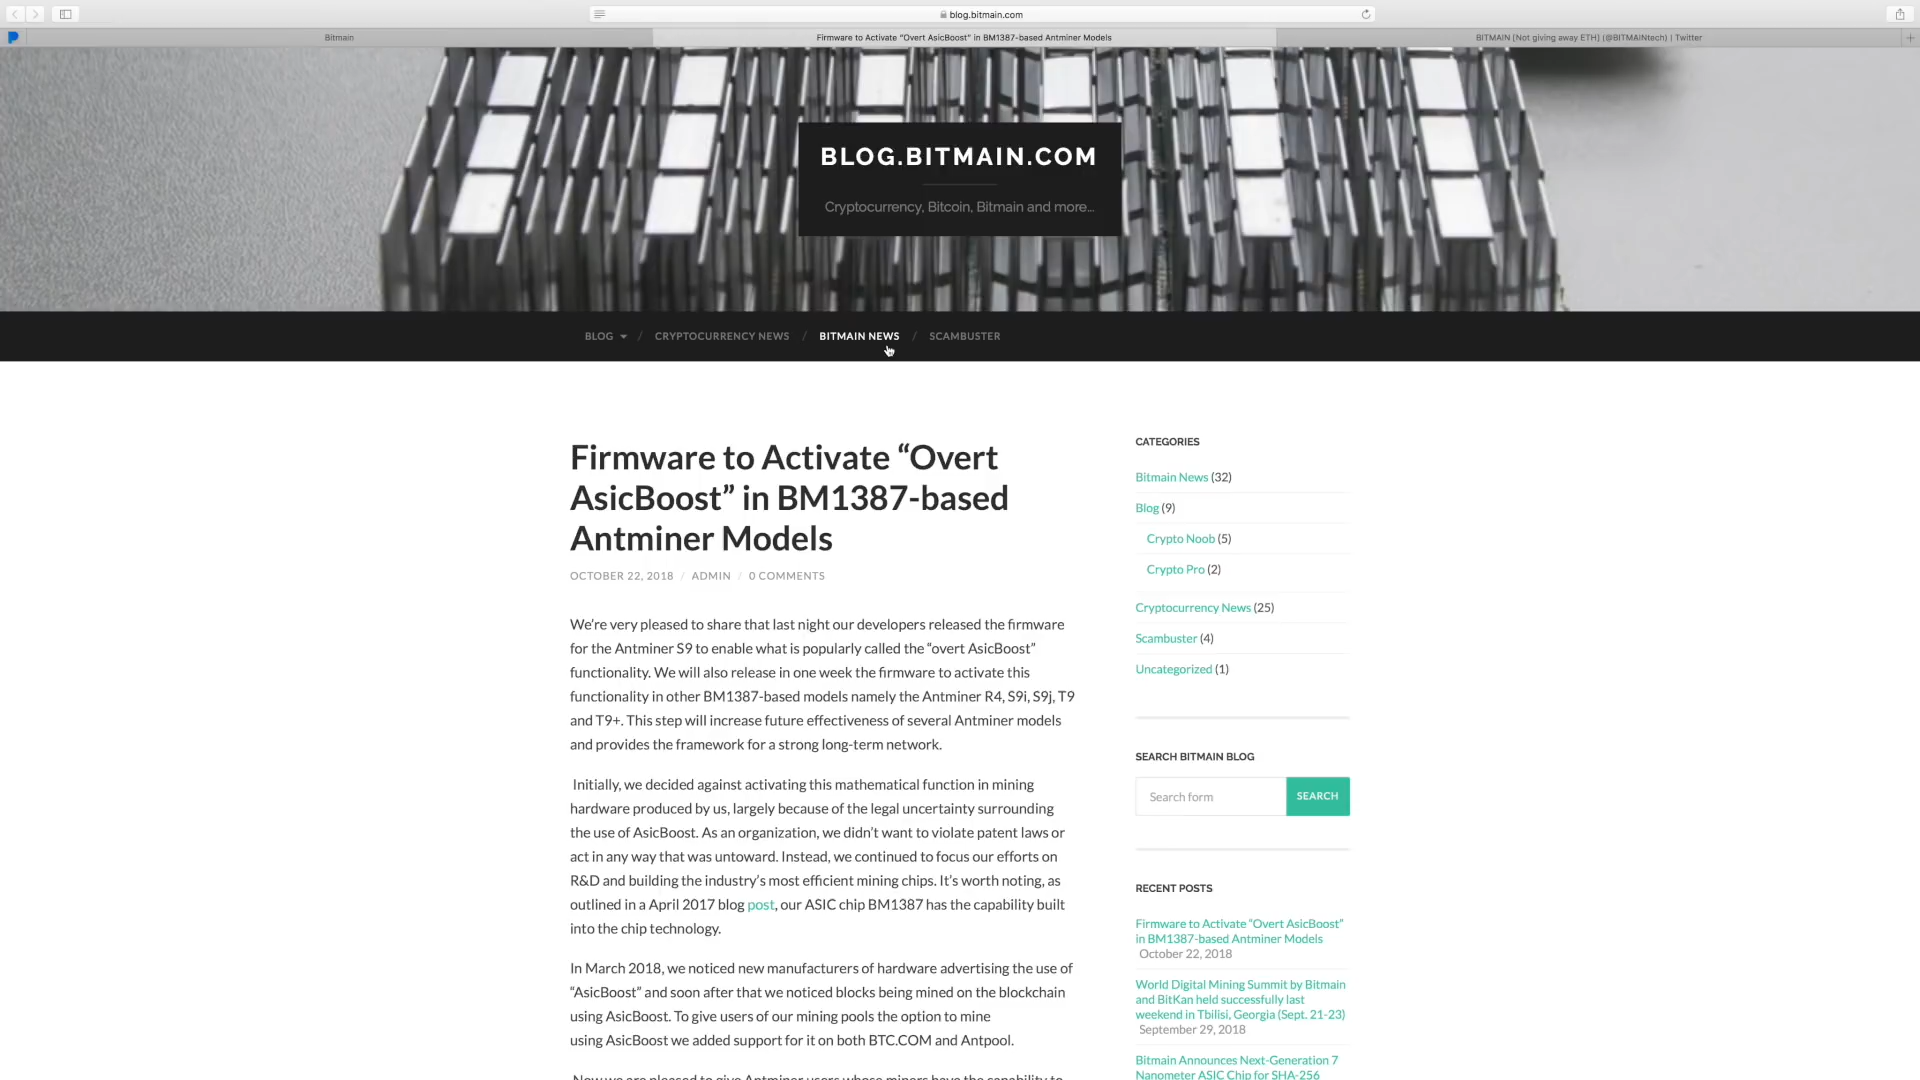 blog.bitmain.com
Bitmain
Firmware to Activate “Overt AsicBoost” in BM1387-based Antminer Models
BITMAIN [Not giving away ETH] (@BITMAINtech) | Twitter
BLOG.BITMAIN.COM
Cryptocurrency, Bitcoin, Bitmain and more...
BLOG / CRYPTOCURRENCY NEWS / BITMAIN NEWS / SCAMBUSTER
Firmware to Activate “Overt
AsicBoost” in BM1387-based
Antminer Models
OCTOBER 22, 2018 / ADMIN / 0 COMMENTS
We’re very pleased to share that last night our developers released the firmware
for the Antminer S9 to enable what is popularly called the “overt AsicBoost”
functionality. We will also release in one week the firmware to activate this
functionality in other BM1387-based models namely the Antminer R4, S9i, S9j, T9
and T9+. This step will increase future effectiveness of several Antminer models
and provides the framework for a strong long-term network.
Initially, we decided against activating this mathematical function in mining
hardware produced by us, largely because of the legal uncertainty surrounding
the use of AsicBoost. As an organization, we didn’t want to violate patent laws or
act in any way that was untoward. Instead, we continued to focus our efforts on
R&D and building the industry’s most efficient mining chips. It’s worth noting, as
outlined in a April 2017 blog post, our ASIC chip BM1387 has the capability built
into the chip technology.
In March 2018, we noticed new manufacturers of hardware advertising the use of
“AsicBoost” and soon after that we noticed blocks being mined on the blockchain
using AsicBoost. To give users of our mining pools the option to mine
using AsicBoost we added support for it on both BTC.COM and Antpool.
Now we are pleased to give Antminer users whose miners have the capability to
CATEGORIES
Bitmain News (32)
Blog (9)
Crypto Noob (5)
Crypto Pro (2)
Cryptocurrency News (25)
Scambuster (4)
Uncategorized (1)
SEARCH BITMAIN BLOG
Search form
SEARCH
RECENT POSTS
Firmware to Activate “Overt AsicBoost”
in BM1387-based Antminer Models
October 22, 2018
World Digital Mining Summit by Bitmain
and BitKan held successfully last
weekend in Tbilisi, Georgia (Sept. 21-23)
September 29, 2018
Bitmain Announces Next-Generation 7
Nanometer ASIC Chip for SHA-256